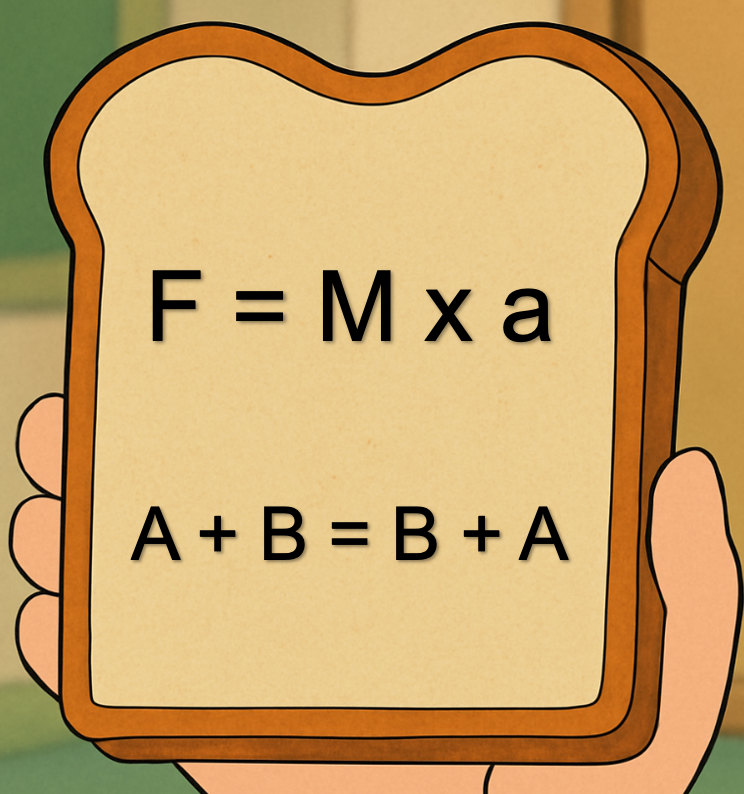 F = M x a
A + B = B + A